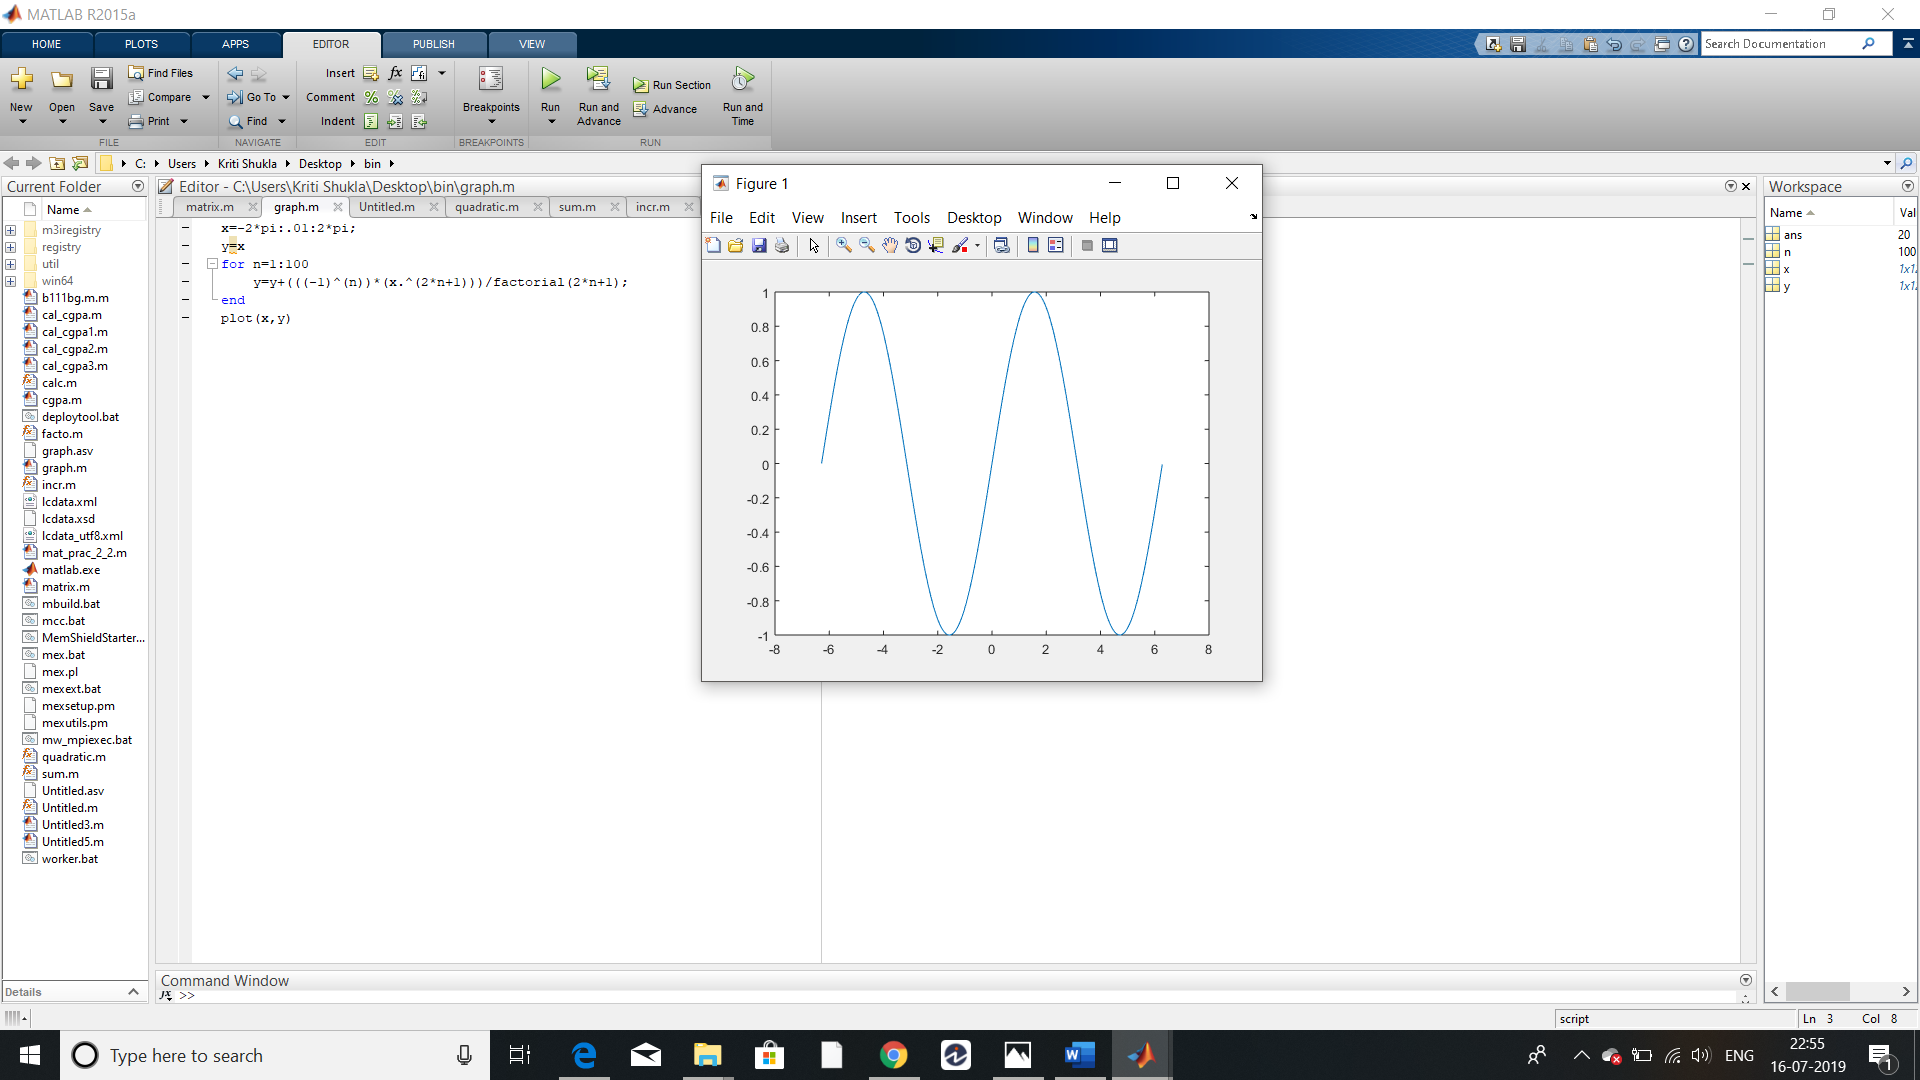 MATLAB R2015a
HOME PLOTS APPS EDITOR PUBLISH VIEW
Search Documentation
New
Open
Save
Find Files
Compare
Print
FILE
Go To
Find
NAVIGATE
Insert
Comment
Indent
EDIT
Breakpoints
BREAKPOINTS
Run
Run and
Advance
Run Section
Advance
Run and
Time
RUN
C: Users Kriti Shukla Desktop bin
Current Folder
Name
m3iregistry
registry
util
win64
b111bg.m.m
cal_cgpa.m
cal_cgpa1.m
cal_cgpa2.m
cal_cgpa3.m
calc.m
cgpa.m
deploytool.bat
facto.m
graph.asv
graph.m
incr.m
lcdata.xml
lcdata.xsd
lcdata_utf8.xml
mat_prac_2_2.m
matlab.exe
matrix.m
mbuild.bat
mcc.bat
MemShieldStarter...
mex.bat
mex.pl
mexext.bat
mexsetup.pm
mexutils.pm
mw_mpiexec.bat
quadratic.m
sum.m
Untitled.asv
Untitled.m
Untitled3.m
Untitled5.m
worker.bat
Details
Editor - C:\Users\Kriti Shukla\Desktop\bin\graph.m
matrix.m graph.m Untitled.m quadratic.m sum.m incr.m
x=-2*pi:.01:2*pi;
y=x
for n=1:100
y=y+(((-1)^(n))*(x.^(2*n+1)))/factorial(2*n+1);
end
plot(x,y)
Figure 1
File Edit View Insert Tools Desktop Window Help
1
0.8
0.6
0.4
0.2
0
-0.2
-0.4
-0.6
-0.8
-1
-8 -6 -4 -2 0 2 4 6 8
Workspace
Name Val
ans 20
n 100
x 1x1
y 1x1
Command Window
fx >>
script Ln 3 Col 8
Type here to search
ENG
22:55
16-07-2019
1